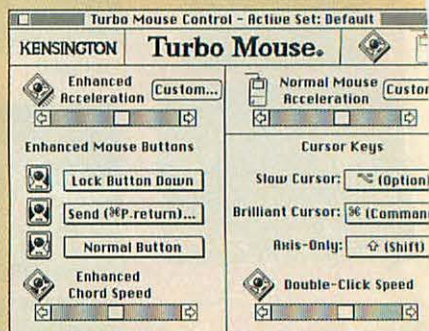 Turbo Mouse Control - Active Set: Default
KENSINGTON Turbo Mouse.
Enhanced Acceleration Custom...
Normal Mouse Acceleration Custom
Enhanced Mouse Buttons
Lock Button Down
Send (⌘P.return)...
Normal Button
Enhanced Chord Speed
Cursor Keys
Slow Cursor: ⌥ (Option)
Brilliant Cursor: ⌘ (Comman
Axis-Only: ⇧ (Shift)
Double-Click Speed